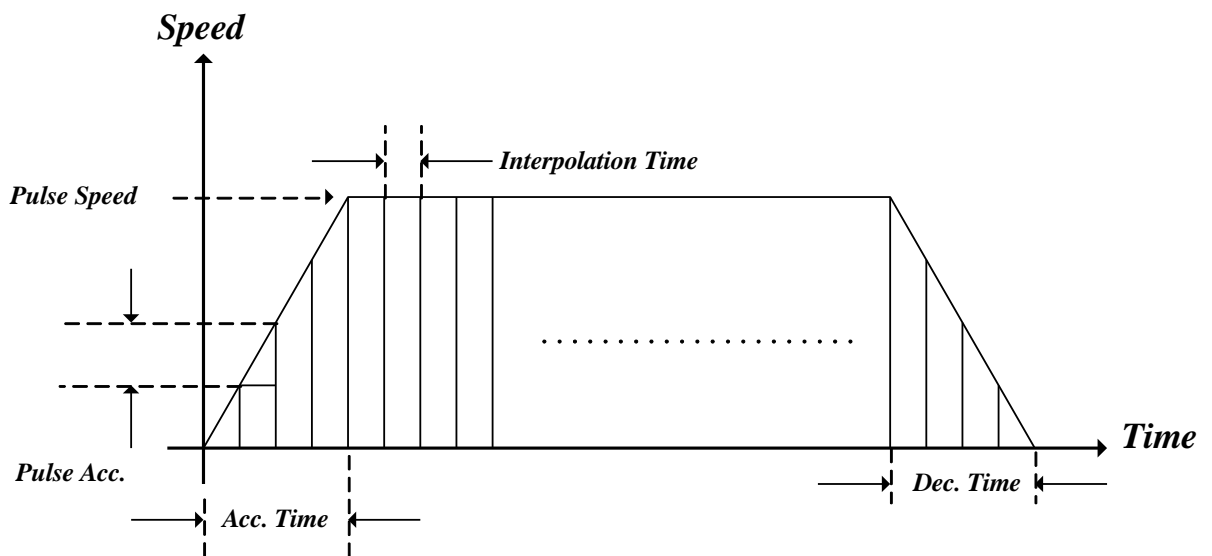 Speed
Interpolation Time
Pulse Speed
Time
Pulse Acc.
Dec. Time
Acc. Time